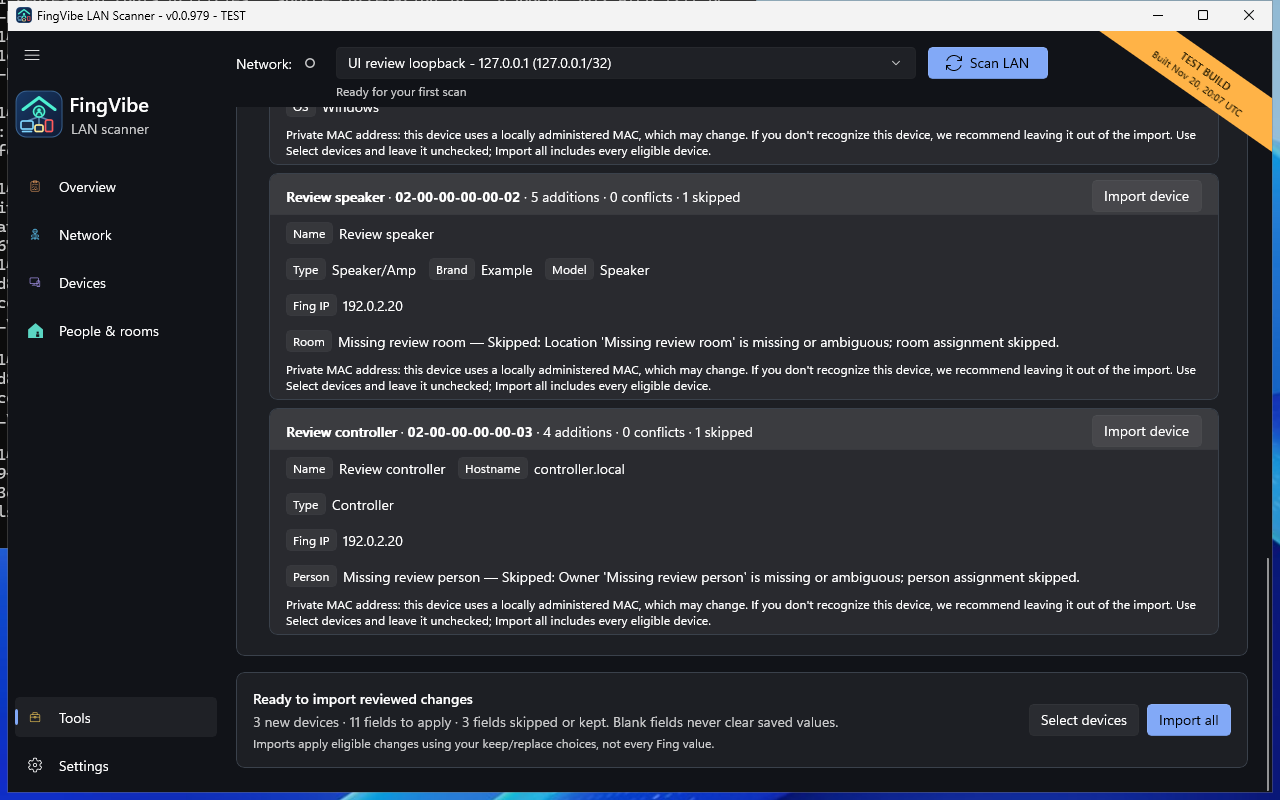 FingVibe LAN Scanner - v0.0.979 - TEST
Network:
UI review loopback - 127.0.0.1 (127.0.0.1/32)
Scan LAN
Ready for your first scan
TEST BUILD
Built Nov 20, 20:07 UTC
FingVibe
LAN scanner
Overview
Network
Devices
People & rooms
Tools
Settings
OS Windows
Private MAC address: this device uses a locally administered MAC, which may change. If you don't recognize this device, we recommend leaving it out of the import. Use
Select devices and leave it unchecked; Import all includes every eligible device.
Review speaker · 02-00-00-00-00-02 · 5 additions · 0 conflicts · 1 skipped
Import device
Name Review speaker
Type Speaker/Amp Brand Example Model Speaker
Fing IP 192.0.2.20
Room Missing review room — Skipped: Location 'Missing review room' is missing or ambiguous; room assignment skipped.
Private MAC address: this device uses a locally administered MAC, which may change. If you don't recognize this device, we recommend leaving it out of the import. Use
Select devices and leave it unchecked; Import all includes every eligible device.
Review controller · 02-00-00-00-00-03 · 4 additions · 0 conflicts · 1 skipped
Import device
Name Review controller Hostname controller.local
Type Controller
Fing IP 192.0.2.20
Person Missing review person — Skipped: Owner 'Missing review person' is missing or ambiguous; person assignment skipped.
Private MAC address: this device uses a locally administered MAC, which may change. If you don't recognize this device, we recommend leaving it out of the import. Use
Select devices and leave it unchecked; Import all includes every eligible device.
Ready to import reviewed changes
3 new devices · 11 fields to apply · 3 fields skipped or kept. Blank fields never clear saved values.
Imports apply eligible changes using your keep/replace choices, not every Fing value.
Select devices
Import all